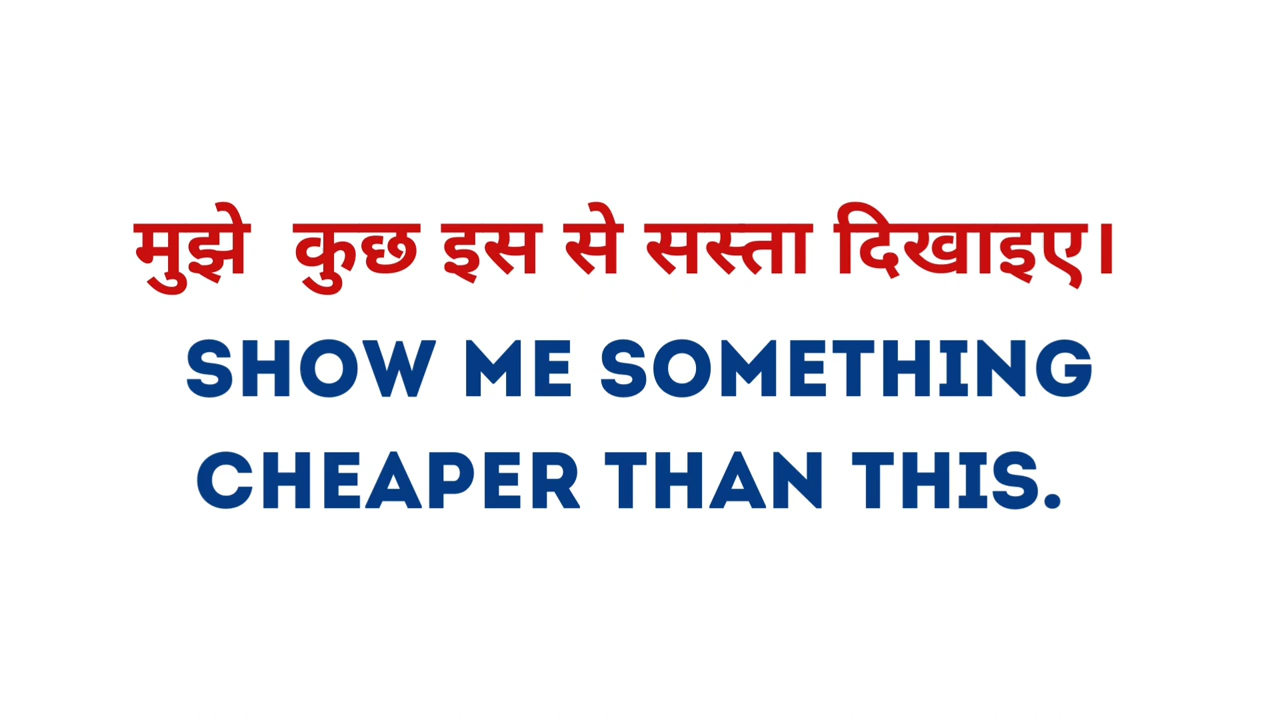 मुझे  कुछ इस से सस्ता दिखाइए।
SHOW ME SOMETHING
CHEAPER THAN THIS.